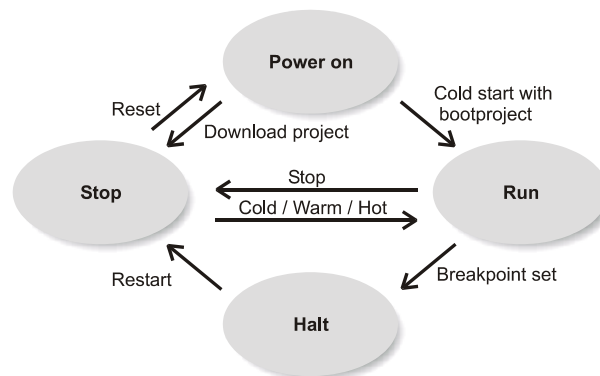 Power on
Reset
Cold start with
bootproject
Download project
Stop
Stop
Run
Cold / Warm / Hot
Restart
Breakpoint set
Halt